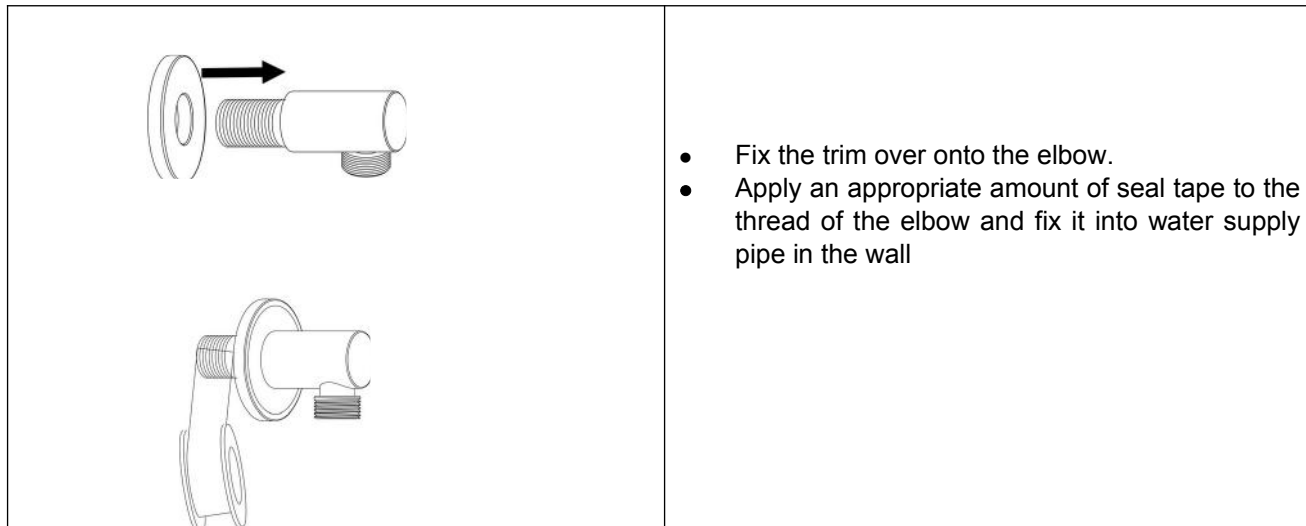 ● Fix the trim over onto the elbow.
● Apply an appropriate amount of seal tape to the
thread of the elbow and fix it into water supply
pipe in the wall